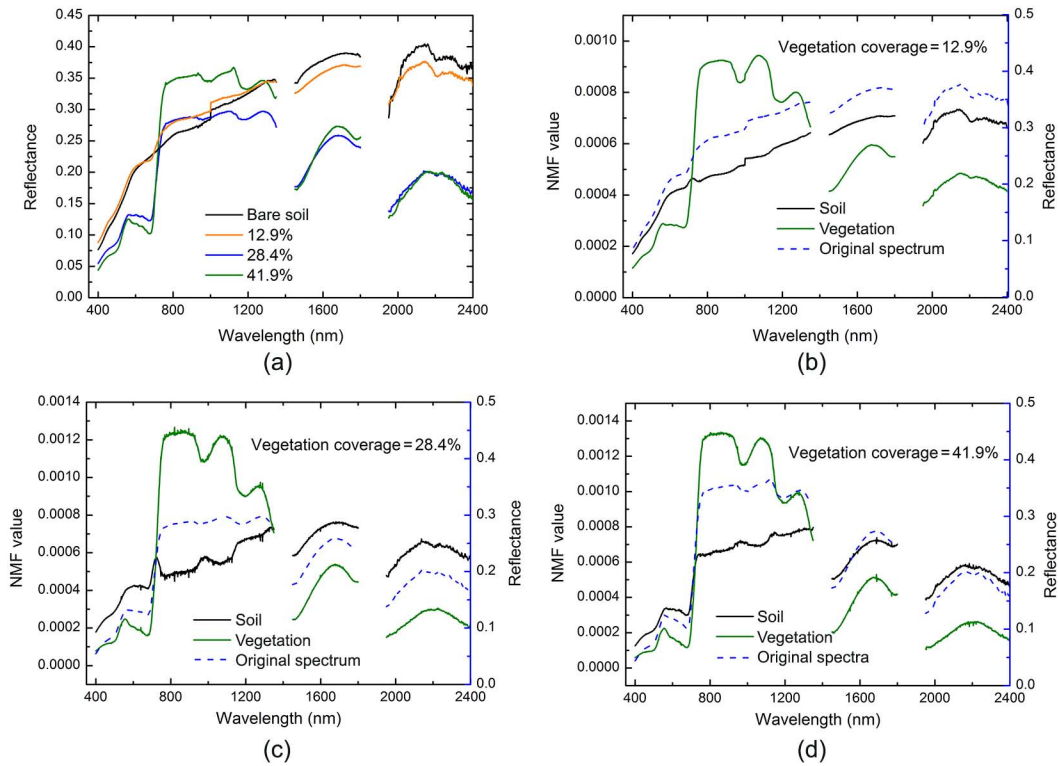 0.45
0.40
0.35
0.30
0.25
0.20
0.15
0.10
0.05
0.00
Reflectance
Bare soil
12.9%
28.4%
41.9%
400 800 1200 1600 2000 2400
Wavelength (nm)
(a)
0.0010
0.0008
0.0006
0.0004
0.0002
0.0000
NMF value
Vegetation coverage = 12.9%
Soil
Vegetation
Original spectrum
0.5
0.4
0.3
0.2
0.1
0.0
Reflectance
400 800 1200 1600 2000 2400
Wavelength (nm)
(b)
0.0014
0.0012
0.0010
0.0008
0.0006
0.0004
0.0002
0.0000
NMF value
Vegetation coverage = 28.4%
Soil
Vegetation
Original spectrum
0.5
0.4
0.3
0.2
0.1
0.0
Reflectance
400 800 1200 1600 2000 2400
Wavelength (nm)
(c)
0.0014
0.0012
0.0010
0.0008
0.0006
0.0004
0.0002
0.0000
NMF value
Vegetation coverage = 41.9%
Soil
Vegetation
Original spectra
0.5
0.4
0.3
0.2
0.1
0.0
Reflectance
400 800 1200 1600 2000 2400
Wavelength (nm)
(d)